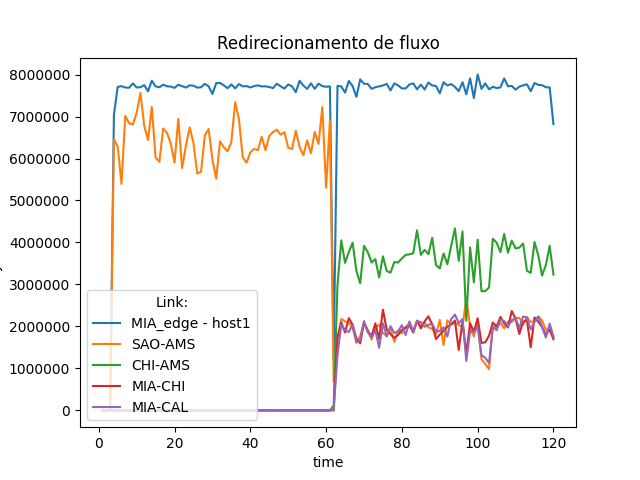 Redirecionamento de fluxo
8000000
7000000
6000000
5000000
4000000
3000000
2000000
1000000
0
Link:
MIA_edge - host1
SAO-AMS
CHI-AMS
MIA-CHI
MIA-CAL
0 20 40 60 80 100 120
time